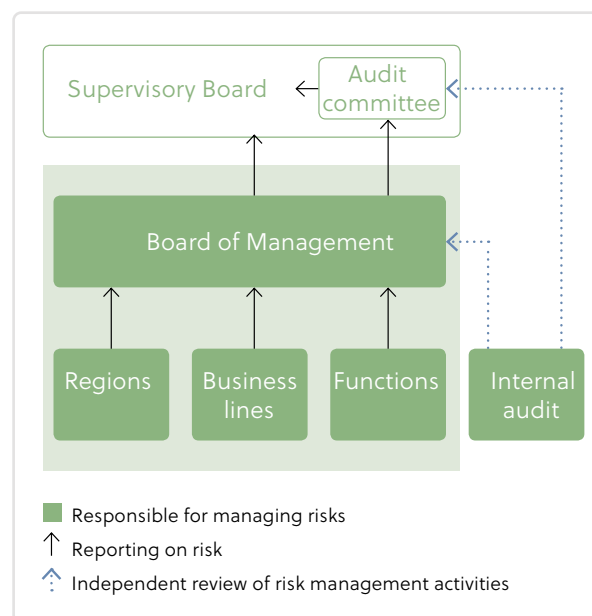 Supervisory Board
Audit
committee
Board of Management
Regions
Business
lines
Functions
Internal
audit
Responsible for managing risks
Reporting on risk
Independent review of risk management activities